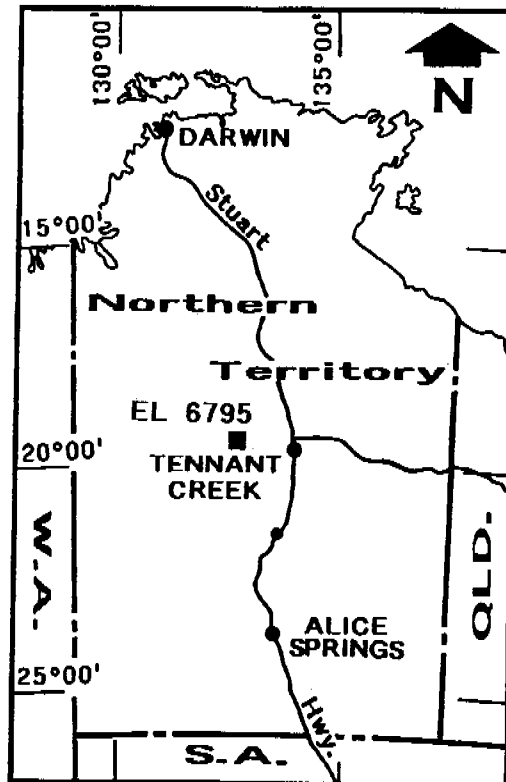 130°00'
135°00'
N
DARWIN
Stuart
15°00'
Northern
Territory
EL 6795
20°00'
TENNANT
CREEK
W.A.
QLD.
ALICE
SPRINGS
25°00'
Hwy.
S.A.